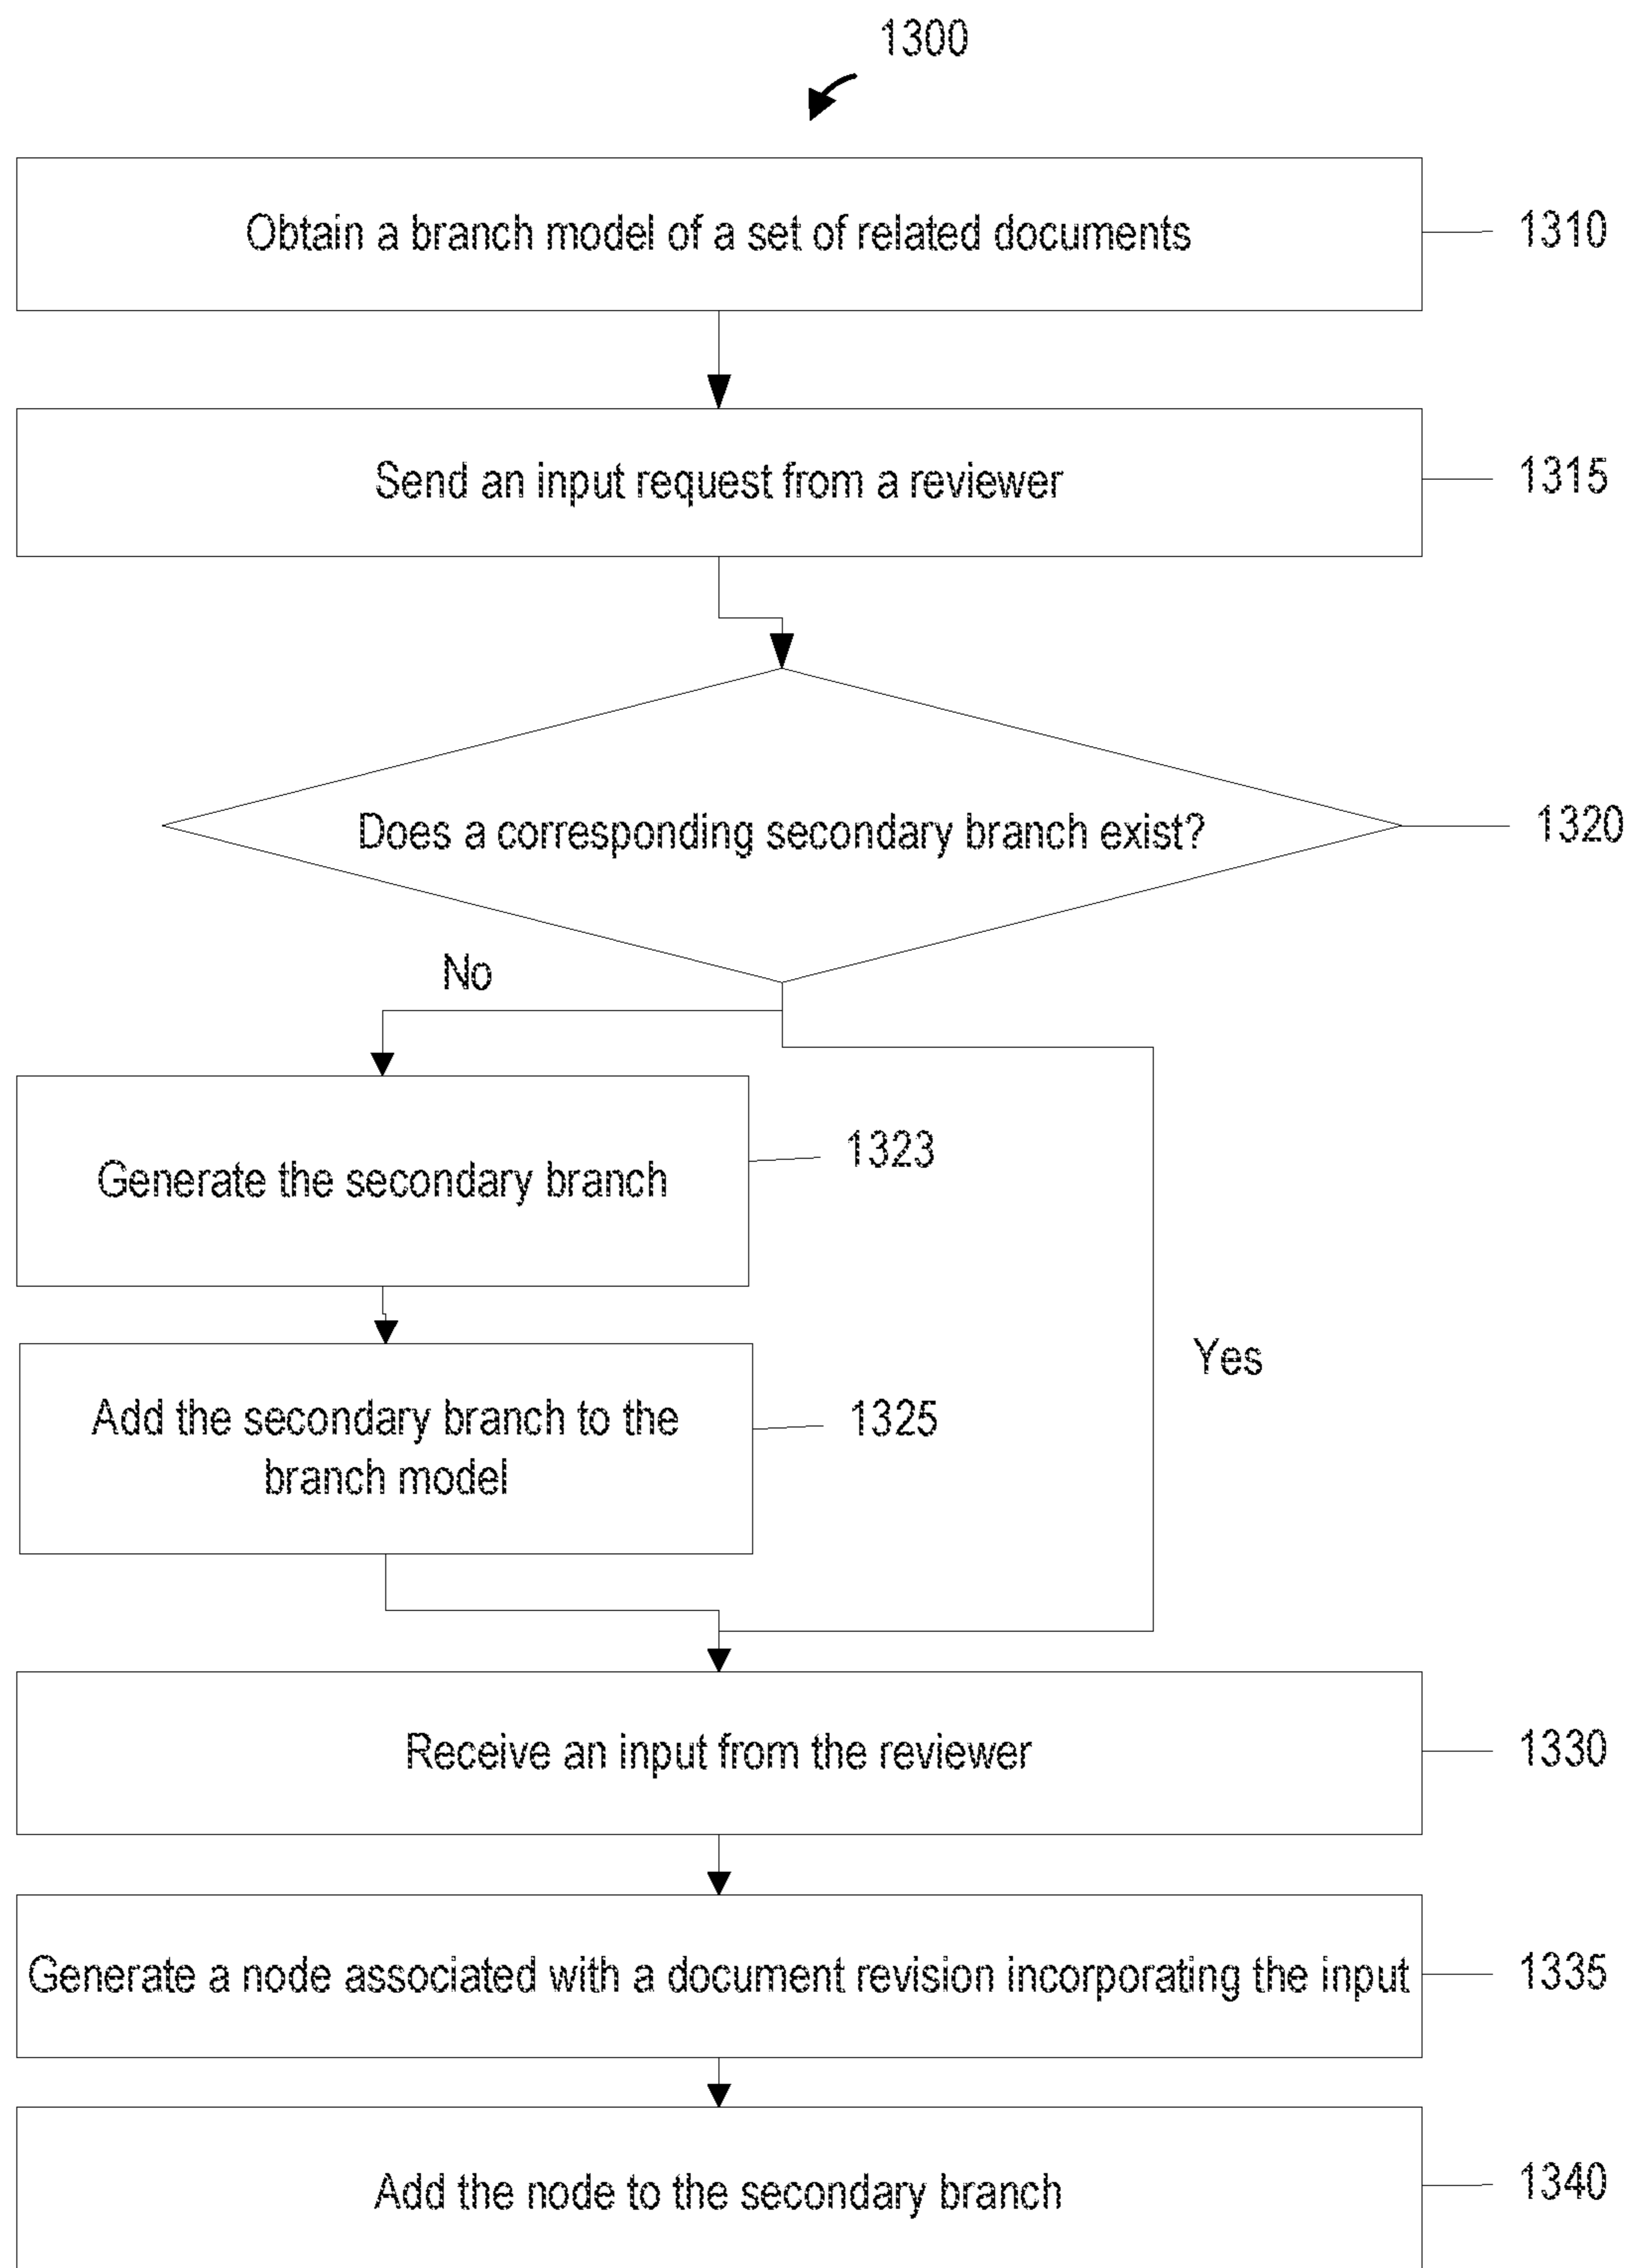 1300
Obtain a branch model of a set of related documents
1310
Send an input request from a reviewer
1315
Does a corresponding secondary branch exist?
1320
No
Generate the secondary branch
1323
Yes
Add the secondary branch to the
branch model
1325
Receive an input from the reviewer
1330
Generate a node associated with a document revision incorporating the input
1335
Add the node to the secondary branch
1340